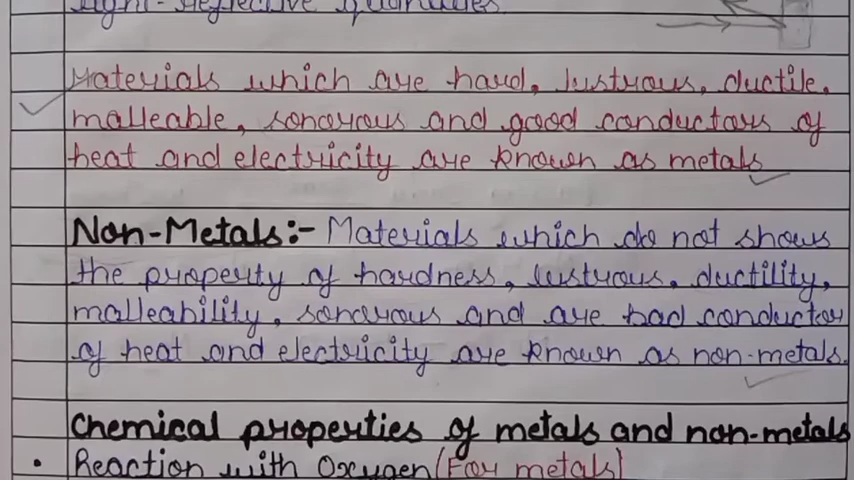 light-reflective qualities.
Materials which are hard, lustrous, ductile,
malleable, sonorous and good conductors of
heat and electricity are known as metals
Non-Metals:- Materials which do not shows
the property of hardness, lustrous, ductility,
malleability, sonorous and are bad conductor
of heat and electricity are known as non-metals.
Chemical properties of metals and non-metals
• Reaction with Oxygen (For metals)